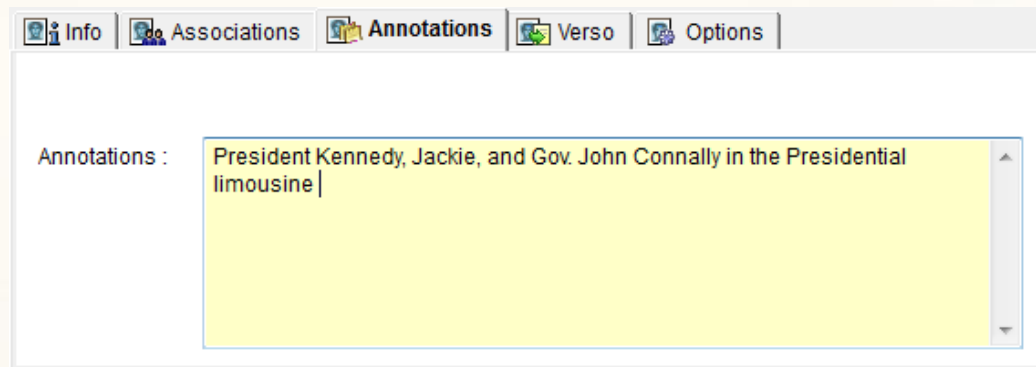 Info Associations Annotations Verso Options
Annotations :
President Kennedy, Jackie, and Gov. John Connally in the Presidential
limousine